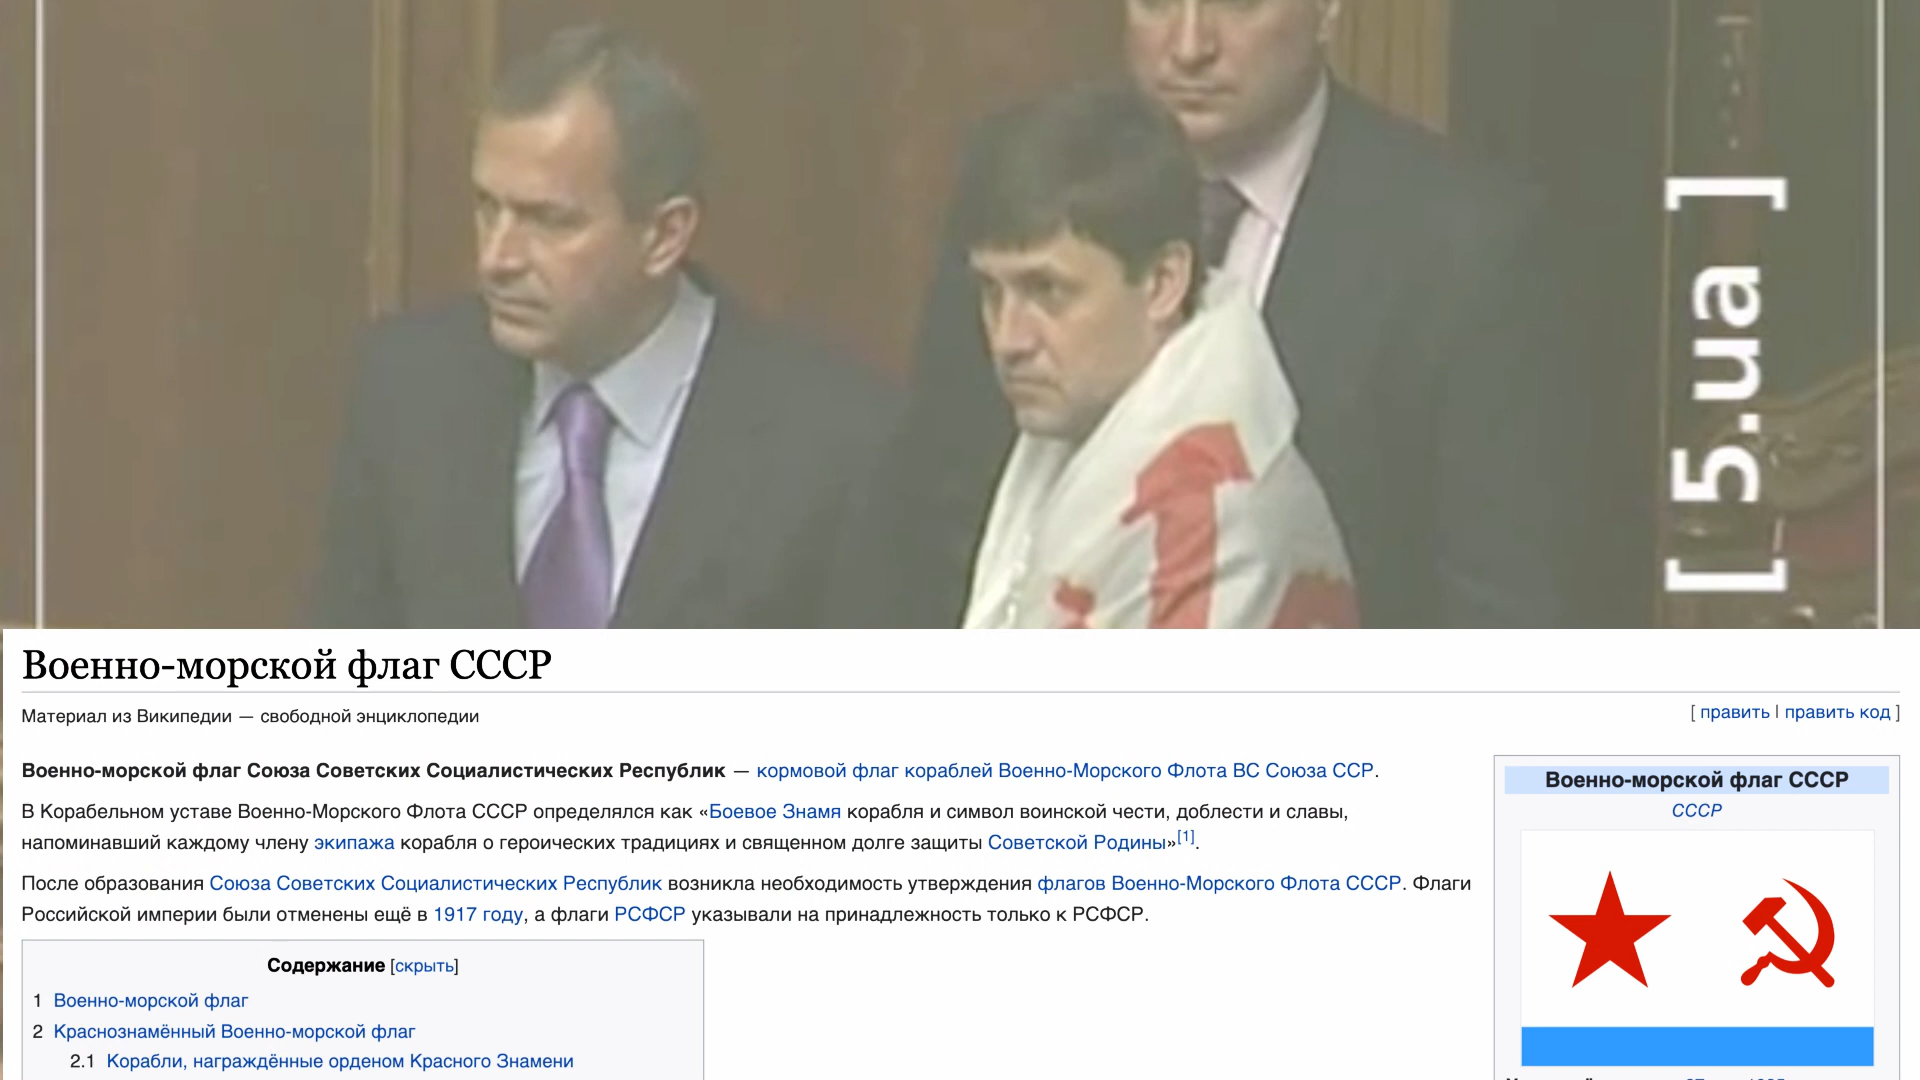 [ 5.ua ]
Военно-морской флаг СССР
Материал из Википедии — свободной энциклопедии
[ править | править код ]
Военно-морской флаг Союза Советских Социалистических Республик — кормовой флаг кораблей Военно-Морского Флота ВС Союза ССР.
В Корабельном уставе Военно-Морского Флота СССР определялся как «Боевое Знамя корабля и символ воинской чести, доблести и славы,
напоминавший каждому члену экипажа корабля о героических традициях и священном долге защиты Советской Родины»[1].
После образования Союза Советских Социалистических Республик возникла необходимость утверждения флагов Военно-Морского Флота СССР. Флаги
Российской империи были отменены ещё в 1917 году, а флаги РСФСР указывали на принадлежность только к РСФСР.
Содержание [скрыть]
1 Военно-морской флаг
2 Краснознамённый Военно-морской флаг
2.1 Корабли, награждённые орденом Красного Знамени
Военно-морской флаг СССР
СССР